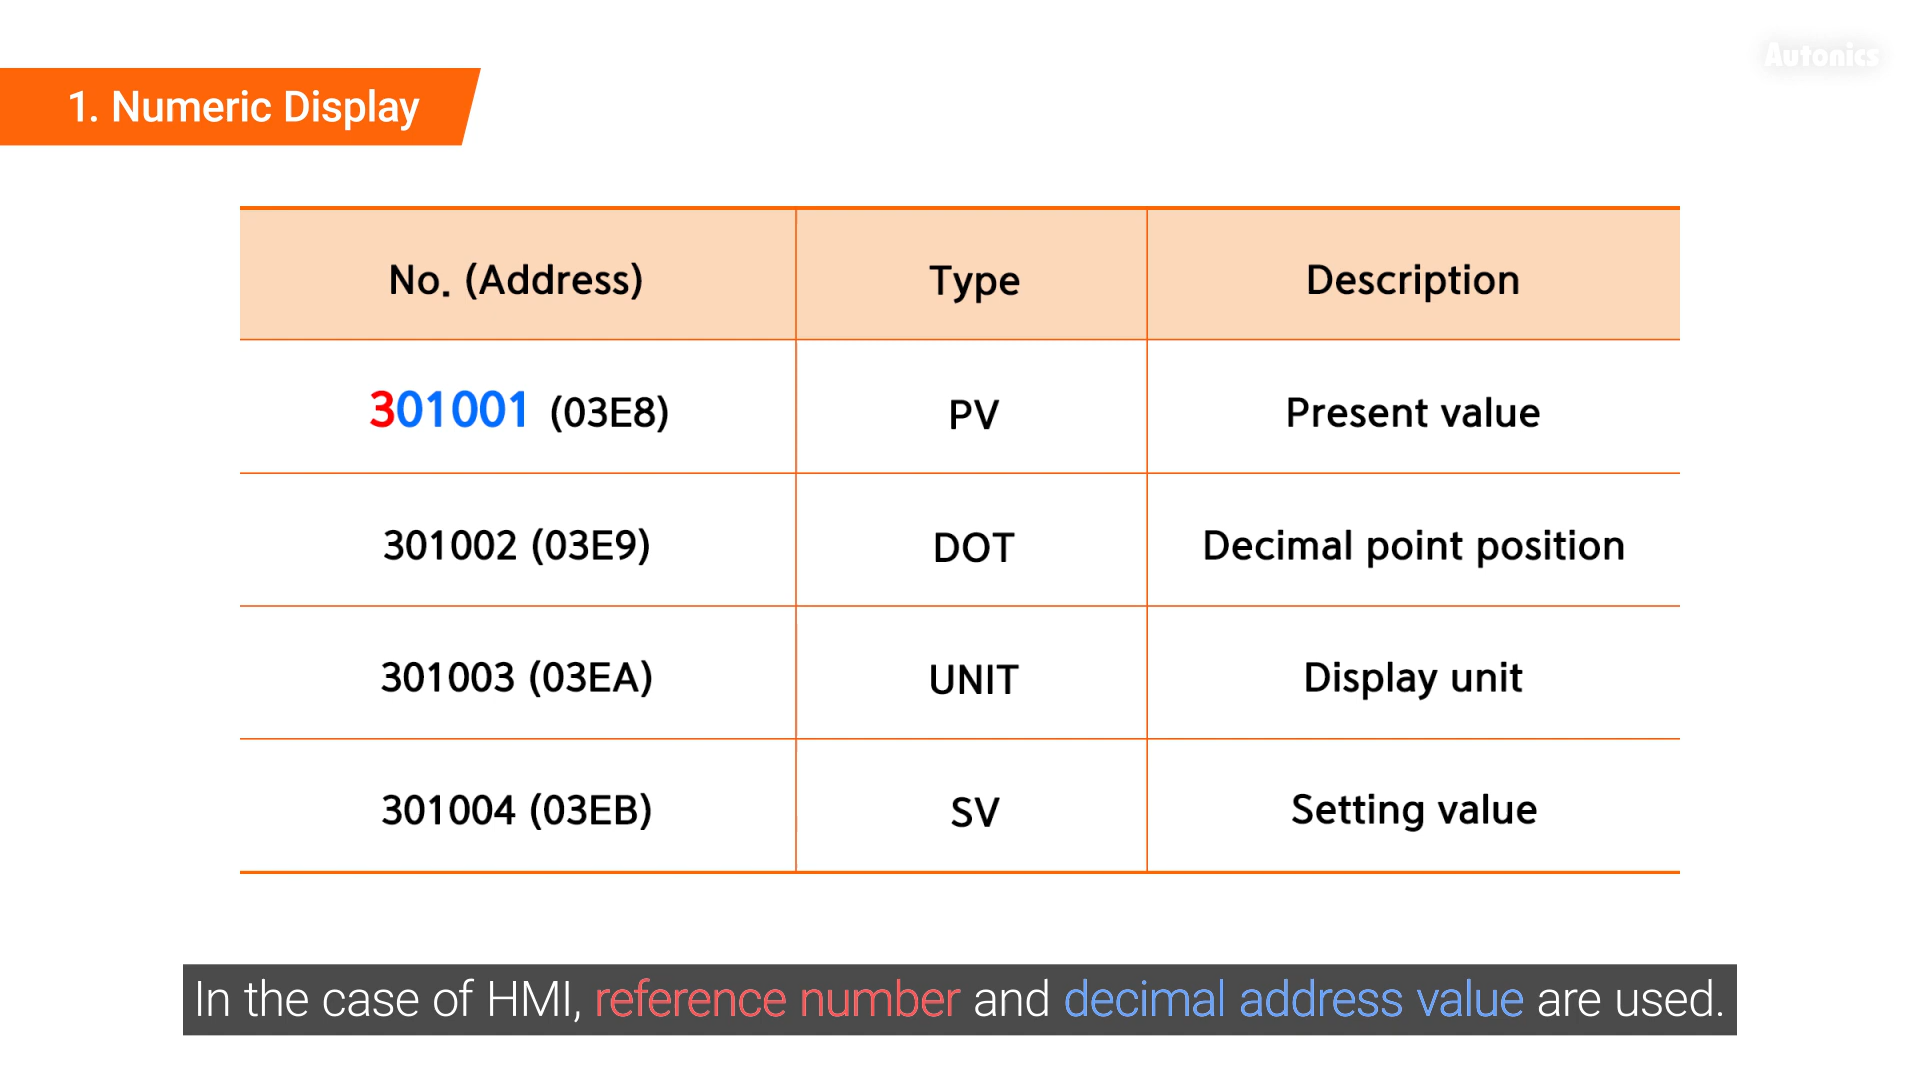 Autonics
1. Numeric Display
No. (Address) Type Description
301001 (03E8) PV Present value
301002 (03E9) DOT Decimal point position
301003 (03EA) UNIT Display unit
301004 (03EB) SV Setting value
In the case of HMI, reference number and decimal address value are used.